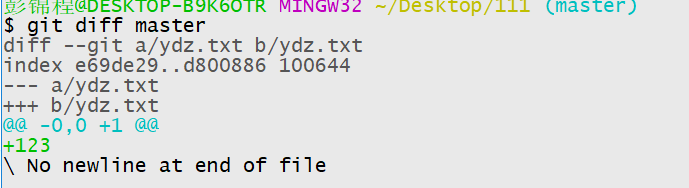 彭锦程@DESKTOP-B9K6OTR MINGW32 ~/Desktop/111 (master)
$ git diff master
diff --git a/ydz.txt b/ydz.txt
index e69de29..d800886 100644
--- a/ydz.txt
+++ b/ydz.txt
@@ -0,0 +1 @@
+123
\ No newline at end of file